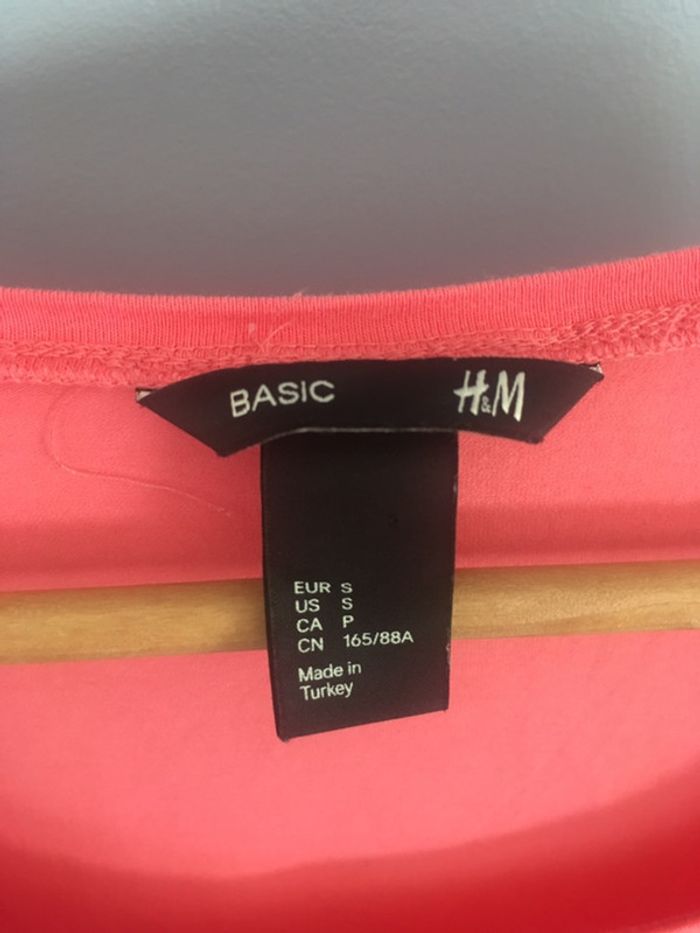 BASIC H&M
EUR S
US S
CA P
CN 165/88A
Made in
Turkey